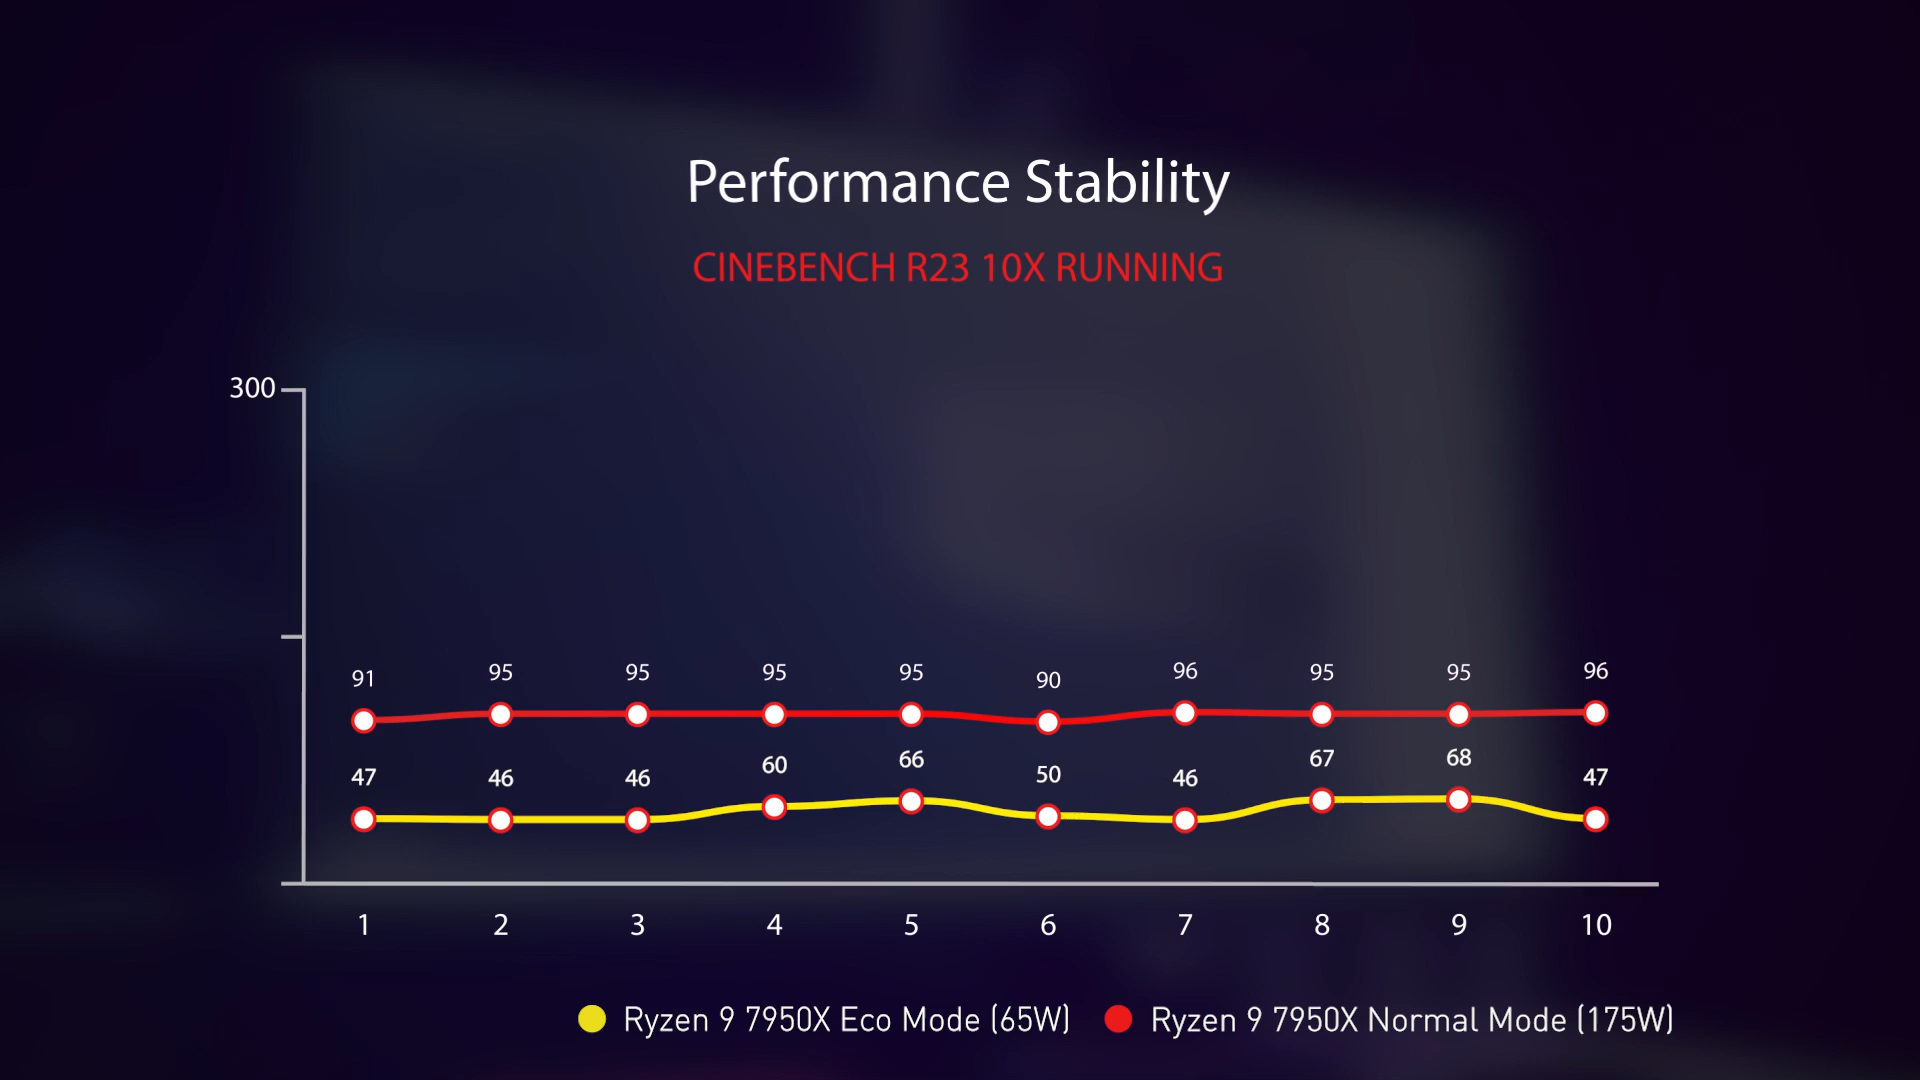 Performance Stability
CINEBENCH R23 10X RUNNING
300
91 95 95 95 95 90 96 95 95 96
47 46 46 60 66 50 46 67 68 47
1 2 3 4 5 6 7 8 9 10
Ryzen 9 7950X Eco Mode (65W) Ryzen 9 7950X Normal Mode (175W)